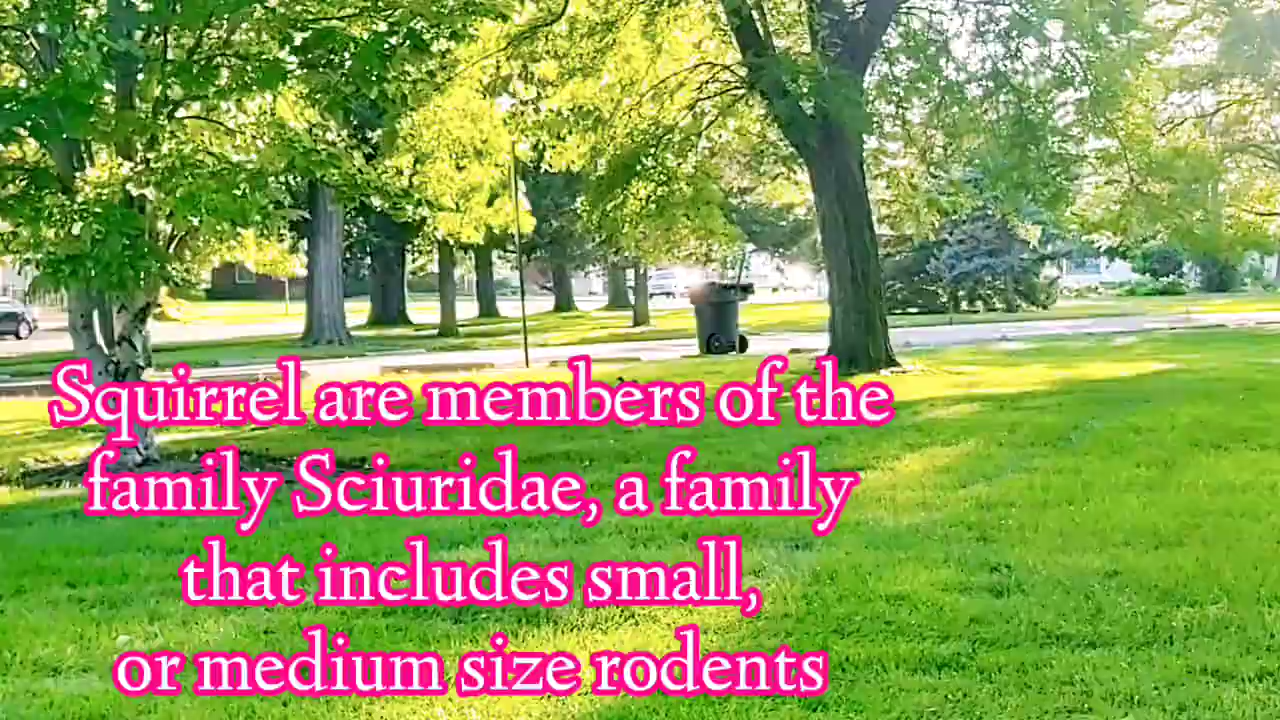 Squirrel are members of the
family Sciuridae, a family
that includes small,
or medium size rodents